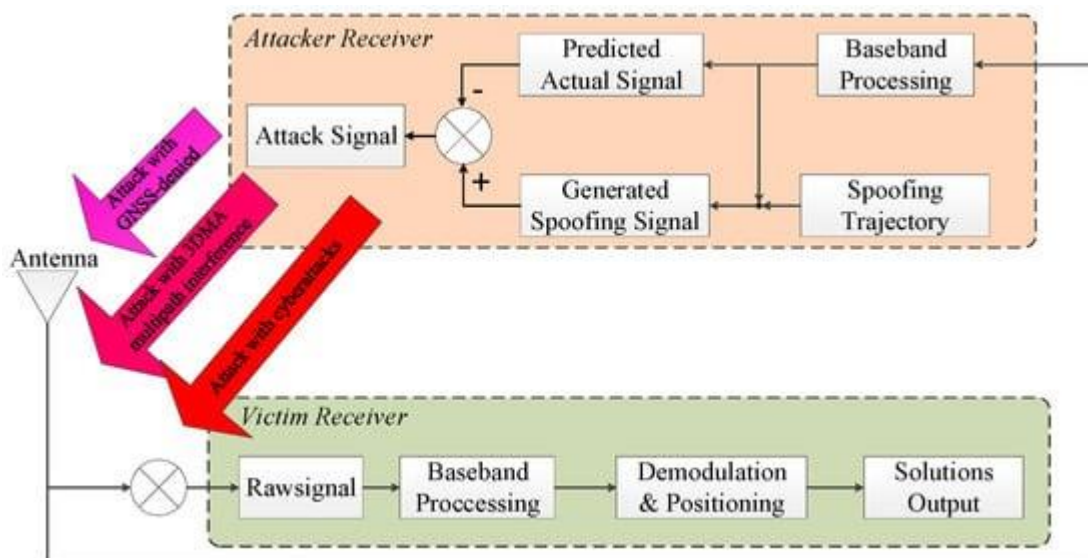 Attacker Receiver
Predicted
Actual Signal
Baseband
Processing
-
Attack Signal
+
Generated
Spoofing Signal
Spoofing
Trajectory
Attack with
GNSS-denied
Antenna
Attack with 3DMA
multipath interference
Attack with cyberattacks
Victim Receiver
Rawsignal
Baseband
Proccessing
Demodulation
& Positioning
Solutions
Output